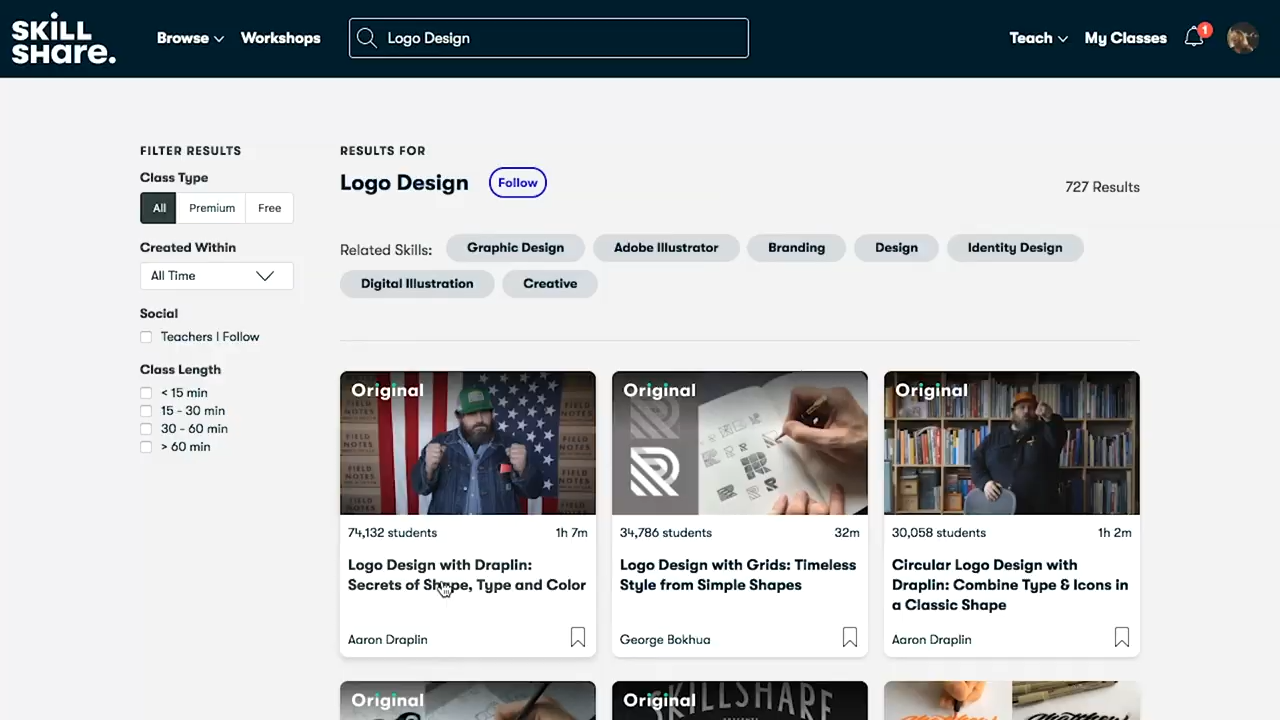 SKILL
SHARE.
Browse
Workshops
Logo Design
Teach
My Classes
1
FILTER RESULTS
Class Type
All
Premium
Free
Created Within
All Time
Social
Teachers I Follow
Class Length
< 15 min
15 - 30 min
30 - 60 min
> 60 min
RESULTS FOR
Logo Design
Follow
727 Results
Related Skills:
Graphic Design
Adobe Illustrator
Branding
Design
Identity Design
Digital Illustration
Creative
Original
FIELD NOTES
74,132 students
1h 7m
Logo Design with Draplin:
Secrets of Shape, Type and Color
Aaron Draplin
Original
34,786 students
32m
Logo Design with Grids: Timeless
Style from Simple Shapes
George Bokhua
Original
30,058 students
1h 2m
Circular Logo Design with
Draplin: Combine Type & Icons in
a Classic Shape
Aaron Draplin
Original
Original
SKILLSHARE